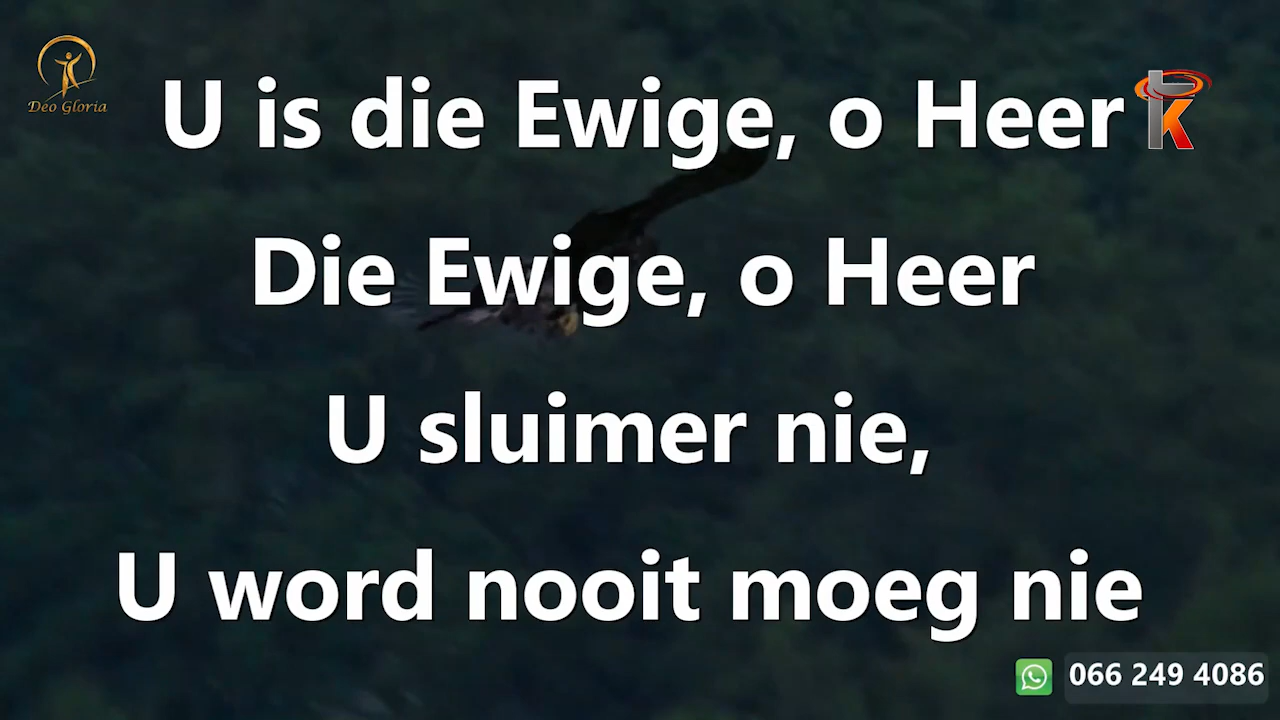 Deo Gloria
U is die Ewige, o Heer
Die Ewige, o Heer
U sluimer nie,
U word nooit moeg nie
066 249 4086